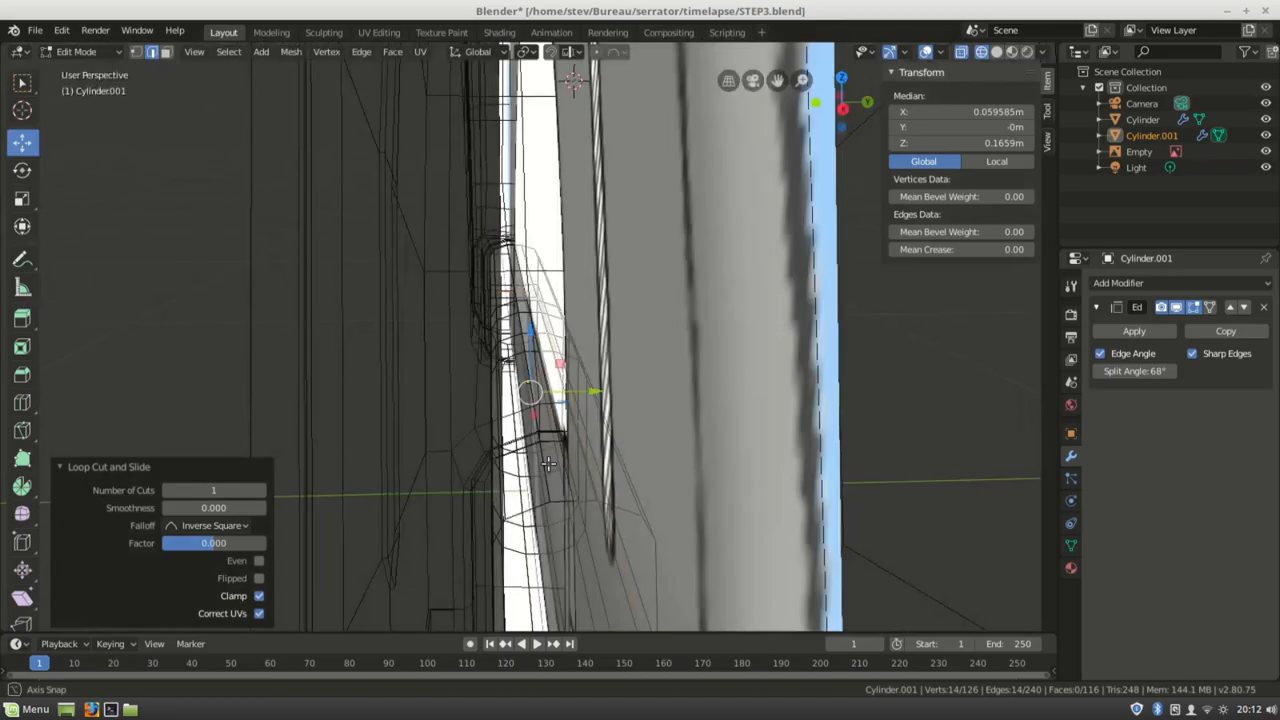 Blender* [/home/stev/Bureau/serrator/timelapse/STEP3.blend]
File Edit Render Window Help Layout Modeling Sculpting UV Editing Texture Paint Shading Animation Rendering Compositing Scripting + Scene View Layer
Edit Mode View Select Add Mesh Vertex Edge Face UV Global
User Perspective
(1) Cylinder.001
Z
Y
X
Transform
Median:
X: 0.059585m
Y: -0m
Z: 0.1659m
Global Local
Vertices Data:
Mean Bevel Weight: 0.00
Edges Data:
Mean Bevel Weight: 0.00
Mean Crease: 0.00
Item
Tool
View
Scene Collection
Collection
Camera
Cylinder
Cylinder.001
Empty
Light
Cylinder.001
Add Modifier
Ed
Apply Copy
Edge Angle Sharp Edges
Split Angle: 68°
Loop Cut and Slide
Number of Cuts 1
Smoothness 0.000
Falloff Inverse Square
Factor 0.000
Even
Flipped
Clamp
Correct UVs
Playback Keying View Marker 1 Start: 1 End: 250
1 10 20 30 40 50 60 70 80 90 100 110 120 130 140 150 160 170 180 190 200 210 220 230 240 250
Axis Snap Cylinder.001 | Verts:14/126 | Edges:14/240 | Faces:0/116 | Tris:248 | Mem: 144.1 MB | v2.80.75
Menu 20:12